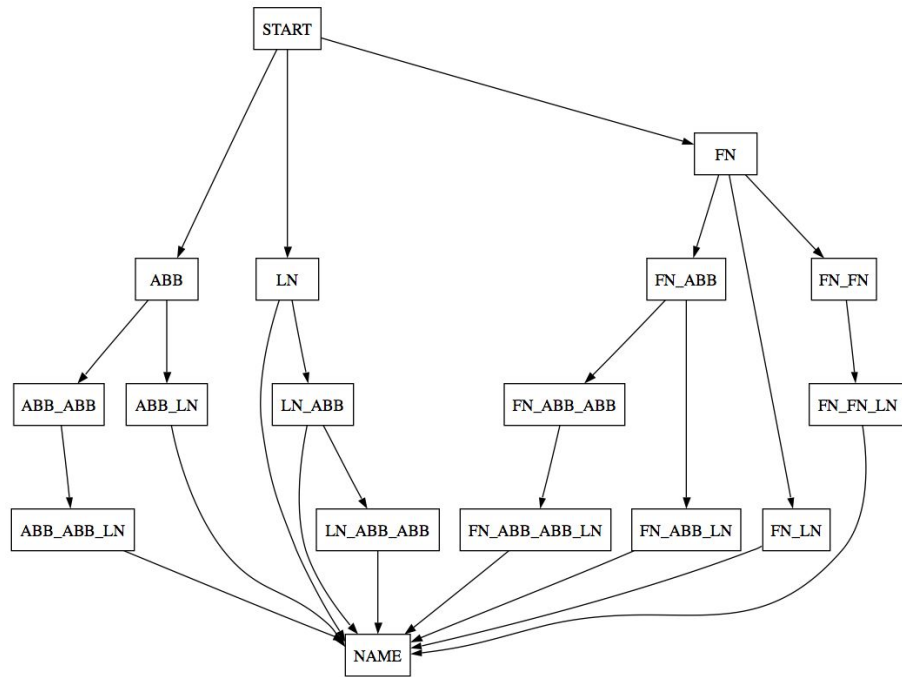 START
FN
ABB
LN
FN_ABB
FN_FN
ABB_ABB
ABB_LN
LN_ABB
FN_ABB_ABB
FN_FN_LN
ABB_ABB_LN
LN_ABB_ABB
FN_ABB_ABB_LN
FN_ABB_LN
FN_LN
NAME